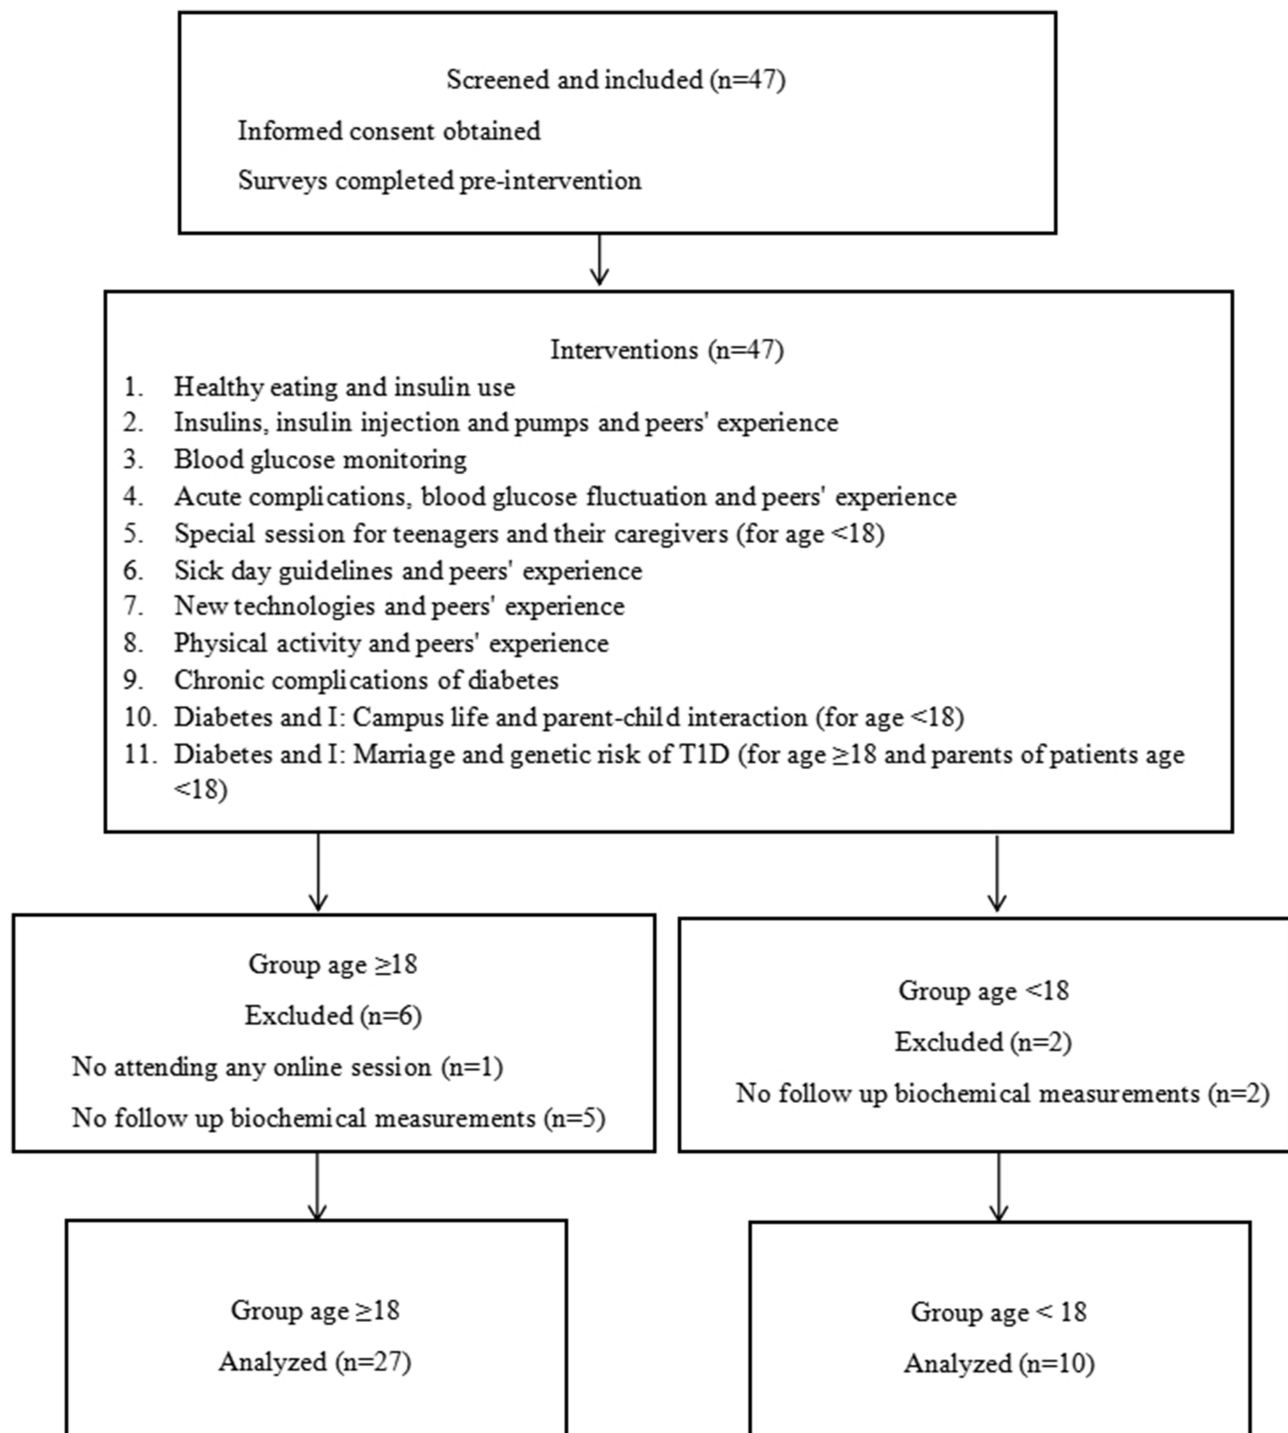 Screened and included (n=47)
Informed consent obtained
Surveys completed pre-intervention
Interventions (n=47)
1. Healthy eating and insulin use
2. Insulins, insulin injection and pumps and peers' experience
3. Blood glucose monitoring
4. Acute complications, blood glucose fluctuation and peers' experience
5. Special session for teenagers and their caregivers (for age <18)
6. Sick day guidelines and peers' experience
7. New technologies and peers' experience
8. Physical activity and peers' experience
9. Chronic complications of diabetes
10. Diabetes and I: Campus life and parent-child interaction (for age <18)
11. Diabetes and I: Marriage and genetic risk of T1D (for age ≥18 and parents of patients age
<18)
Group age ≥18
Excluded (n=6)
No attending any online session (n=1)
No follow up biochemical measurements (n=5)
Group age <18
Excluded (n=2)
No follow up biochemical measurements (n=2)
Group age ≥18
Analyzed (n=27)
Group age < 18
Analyzed (n=10)